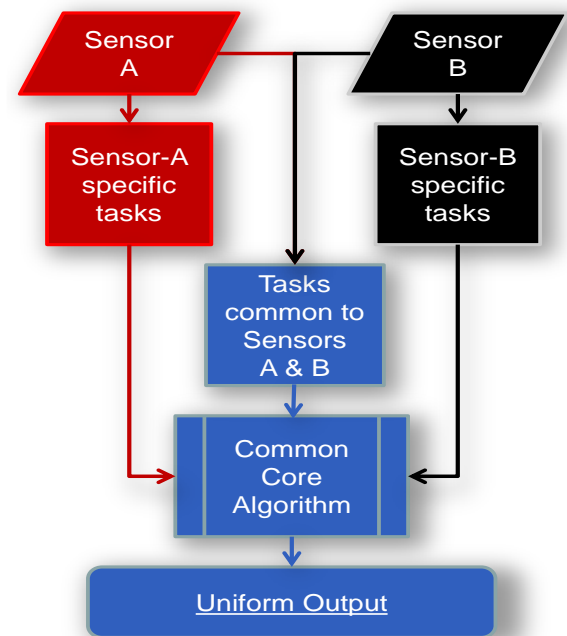 Sensor
A
Sensor
B
Sensor-A
specific
tasks
Sensor-B
specific
tasks
Tasks
common to
Sensors
A & B
Common
Core
Algorithm
Uniform Output